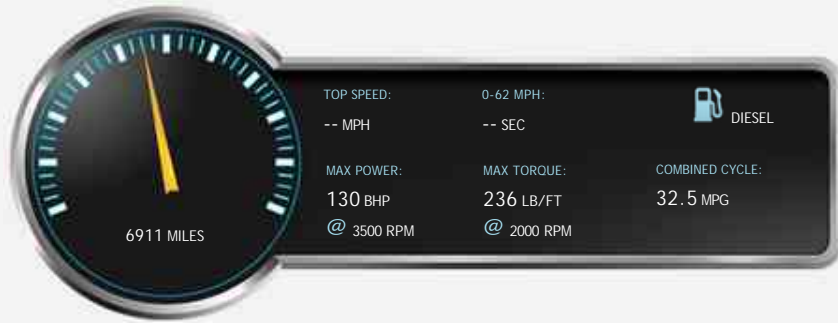 6911 MILES
TOP SPEED:
-- MPH
0-62 MPH:
-- SEC
DIESEL
MAX POWER:
130 BHP
@ 3500 RPM
MAX TORQUE:
236 LB/FT
@ 2000 RPM
COMBINED CYCLE:
32.5 MPG